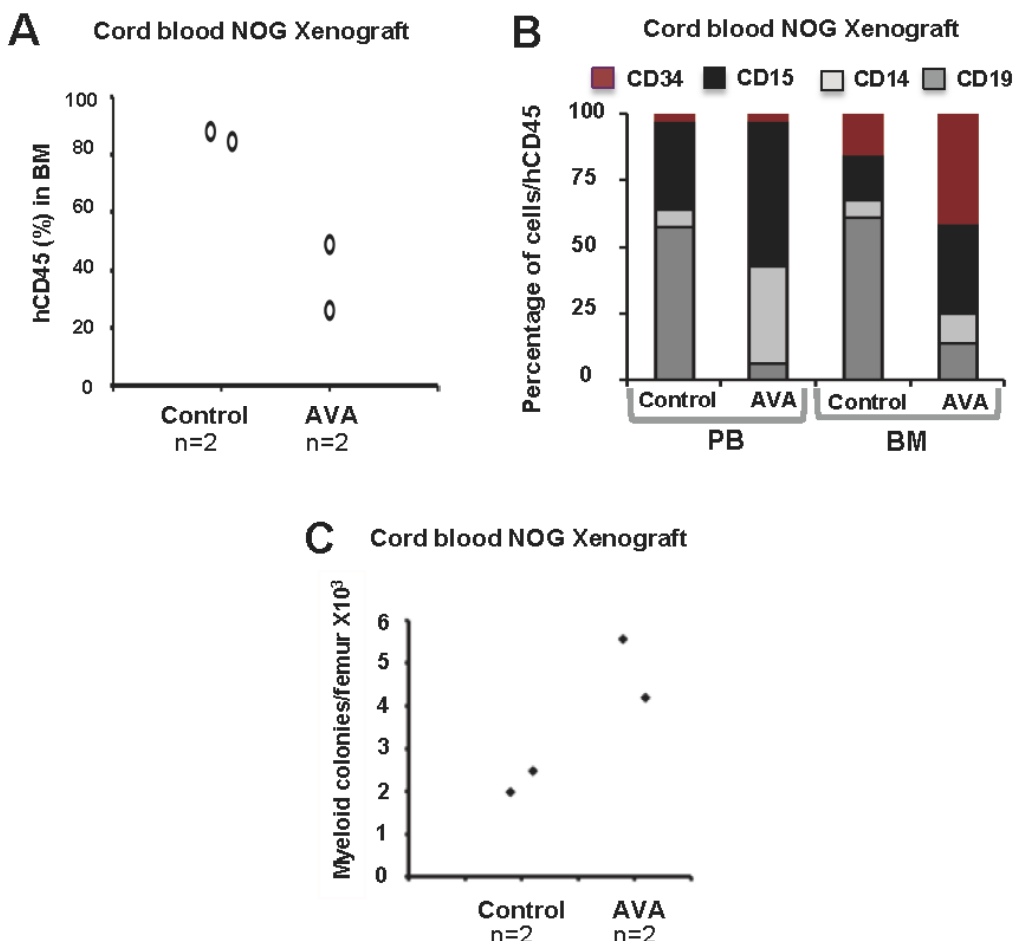 A Cord blood NOG Xenograft
hCD45 (%) in BM
100
80
60
40
20
0
Control AVA
n=2 n=2
B Cord blood NOG Xenograft
CD34 CD15 CD14 CD19
Percentage of cells/hCD45
100
75
50
25
0
Control AVA Control AVA
PB BM
C Cord blood NOG Xenograft
Myeloid colonies/femur X10³
6
5
4
3
2
1
0
Control AVA
n=2 n=2